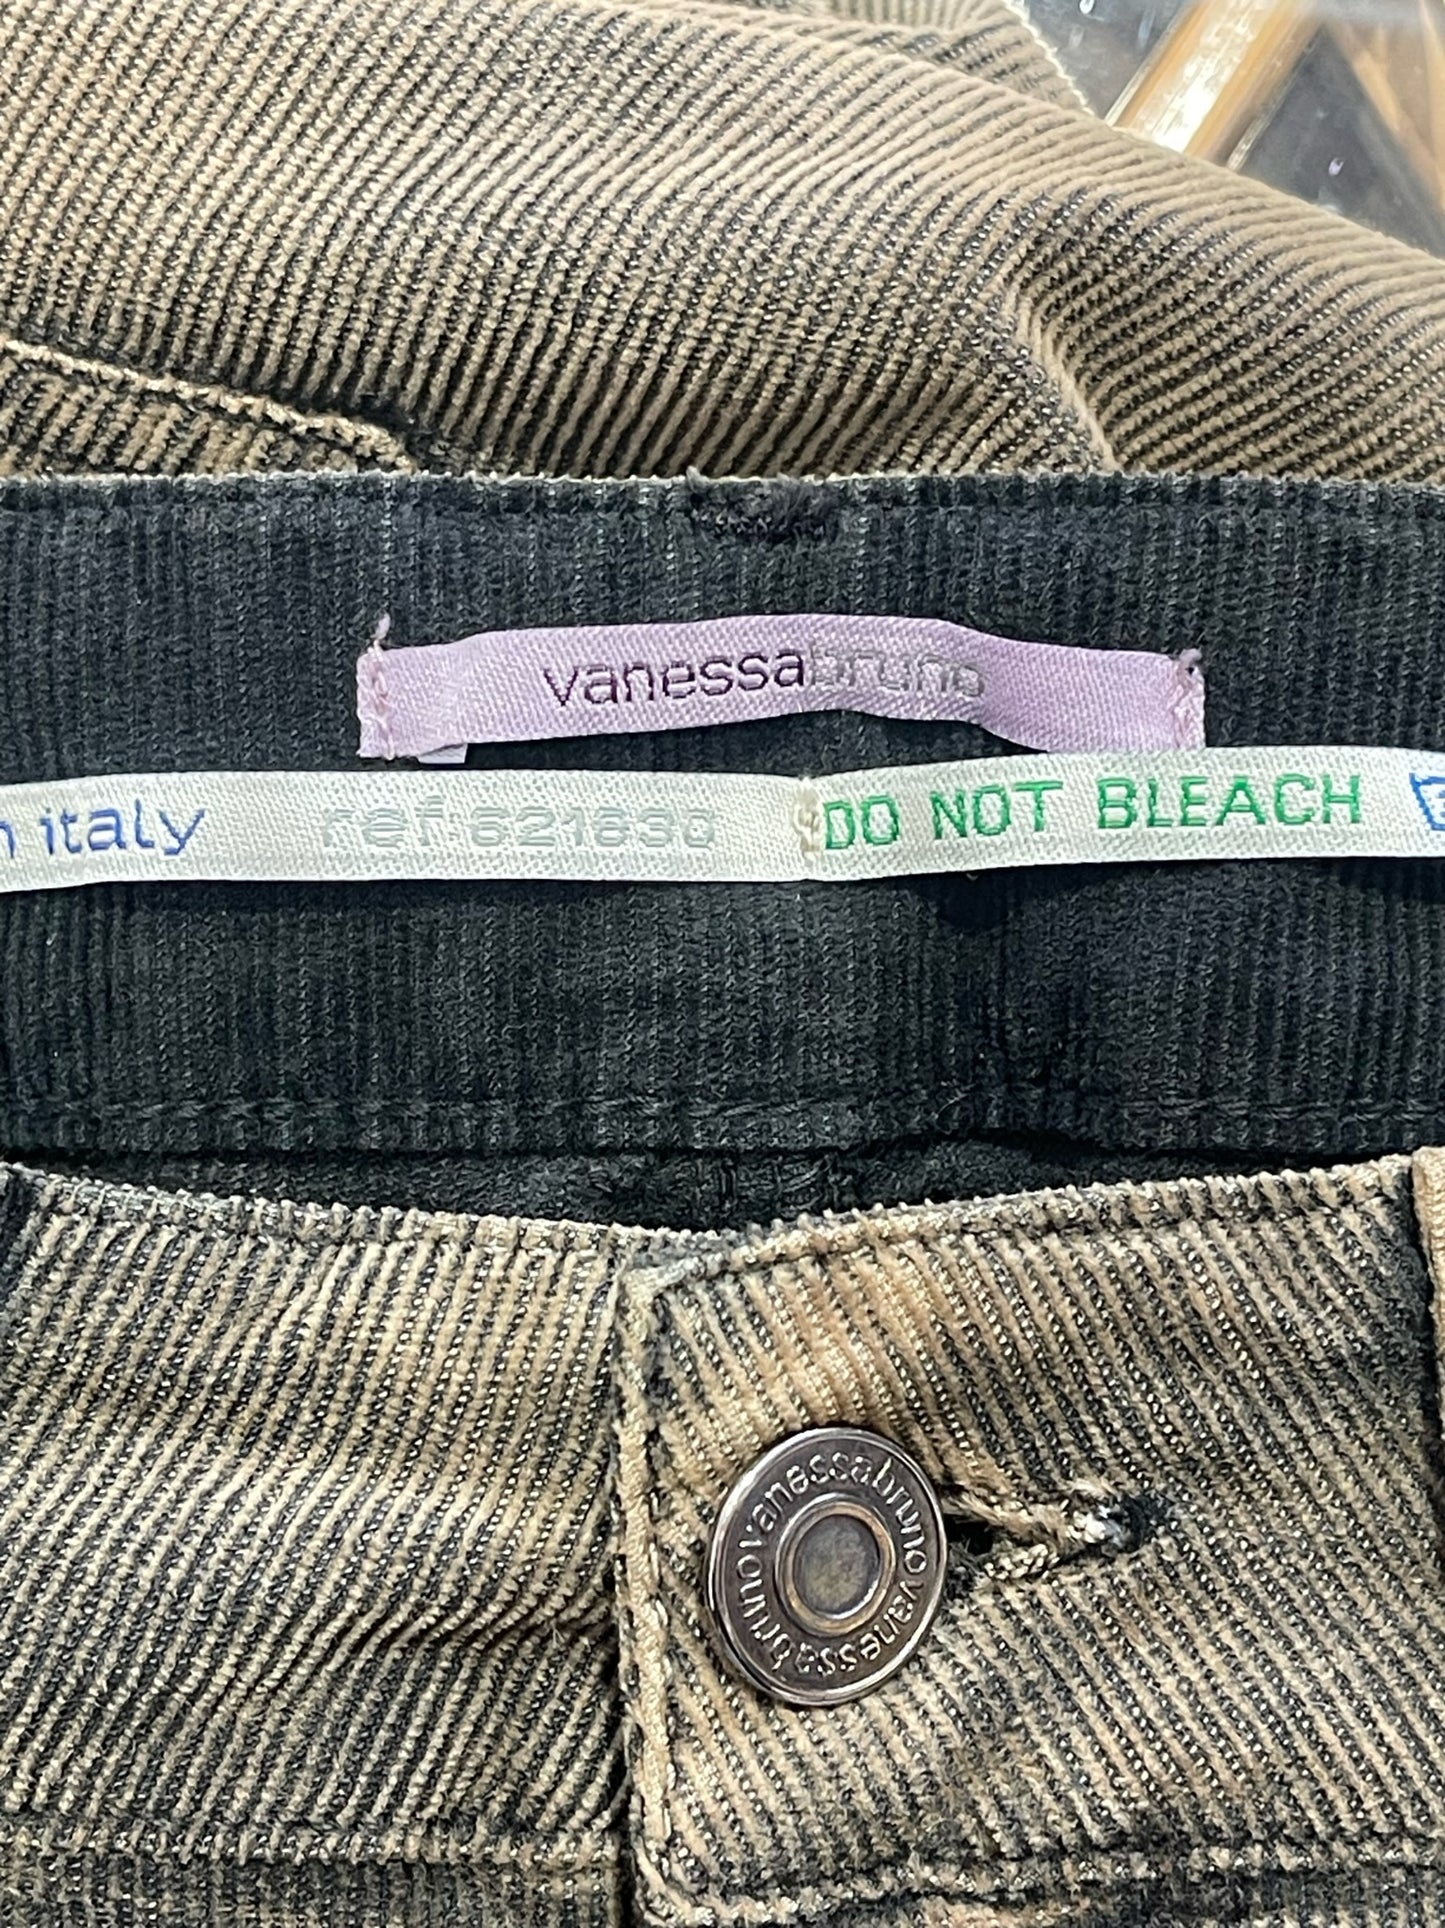 vanessabruno
n italy ref:621830 DO NOT BLEACH
vanessabrunovanessabruno